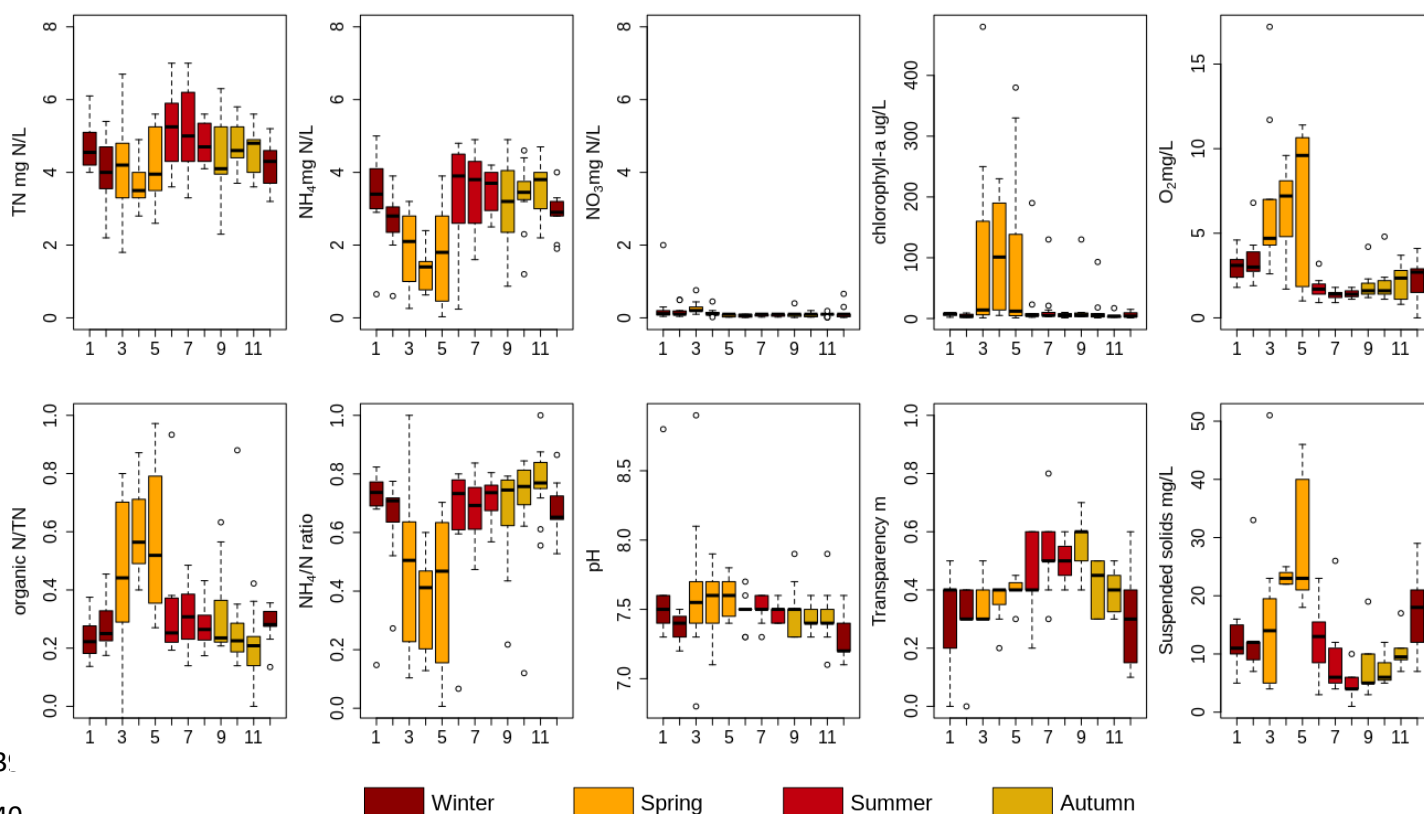 TN mg N/L
8
6
4
2
0
1 3 5 7 9 11
NH₄mg N/L
8
6
4
2
0
1 3 5 7 9 11
NO₃mg N/L
8
6
4
2
0
1 3 5 7 9 11
chlorophyll-a ug/L
400
300
200
100
0
1 3 5 7 9 11
O₂mg/L
15
10
5
0
1 3 5 7 9 11
organic N/TN
1.0
0.8
0.6
0.4
0.2
0.0
1 3 5 7 9 11
NH₄/N ratio
1.0
0.8
0.6
0.4
0.2
0.0
1 3 5 7 9 11
pH
8.5
8.0
7.5
7.0
1 3 5 7 9 11
Transparency m
1.0
0.8
0.6
0.4
0.2
0.0
1 3 5 7 9 11
Suspended solids mg/L
50
40
30
20
10
0
1 3 5 7 9 11
Winter Spring Summer Autumn